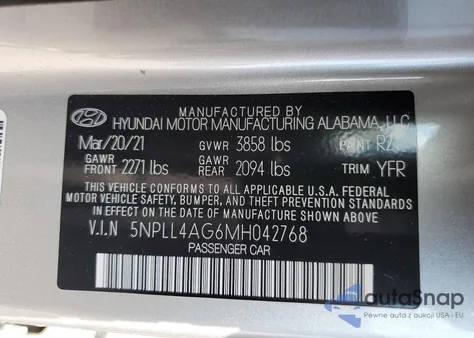 MANUFACTURED BY
HYUNDAI MOTOR MANUFACTURING ALABAMA, LLC
Mar/20/21 GVWR 3858 lbs PAINT R2
GAWR FRONT 2271 lbs GAWR REAR 2094 lbs TRIM YFR
THIS VEHICLE CONFORMS TO ALL APPLICABLE U.S.A. FEDERAL
MOTOR VEHICLE SAFETY, BUMPER, AND THEFT PREVENTION STANDARDS
IN EFFECT ON THE DATE OF MANUFACTURE SHOWN ABOVE.
V.I.N 5NPLL4AG6MH042768
PASSENGER CAR
autoSnap
Pewne auta z aukcji USA - EU